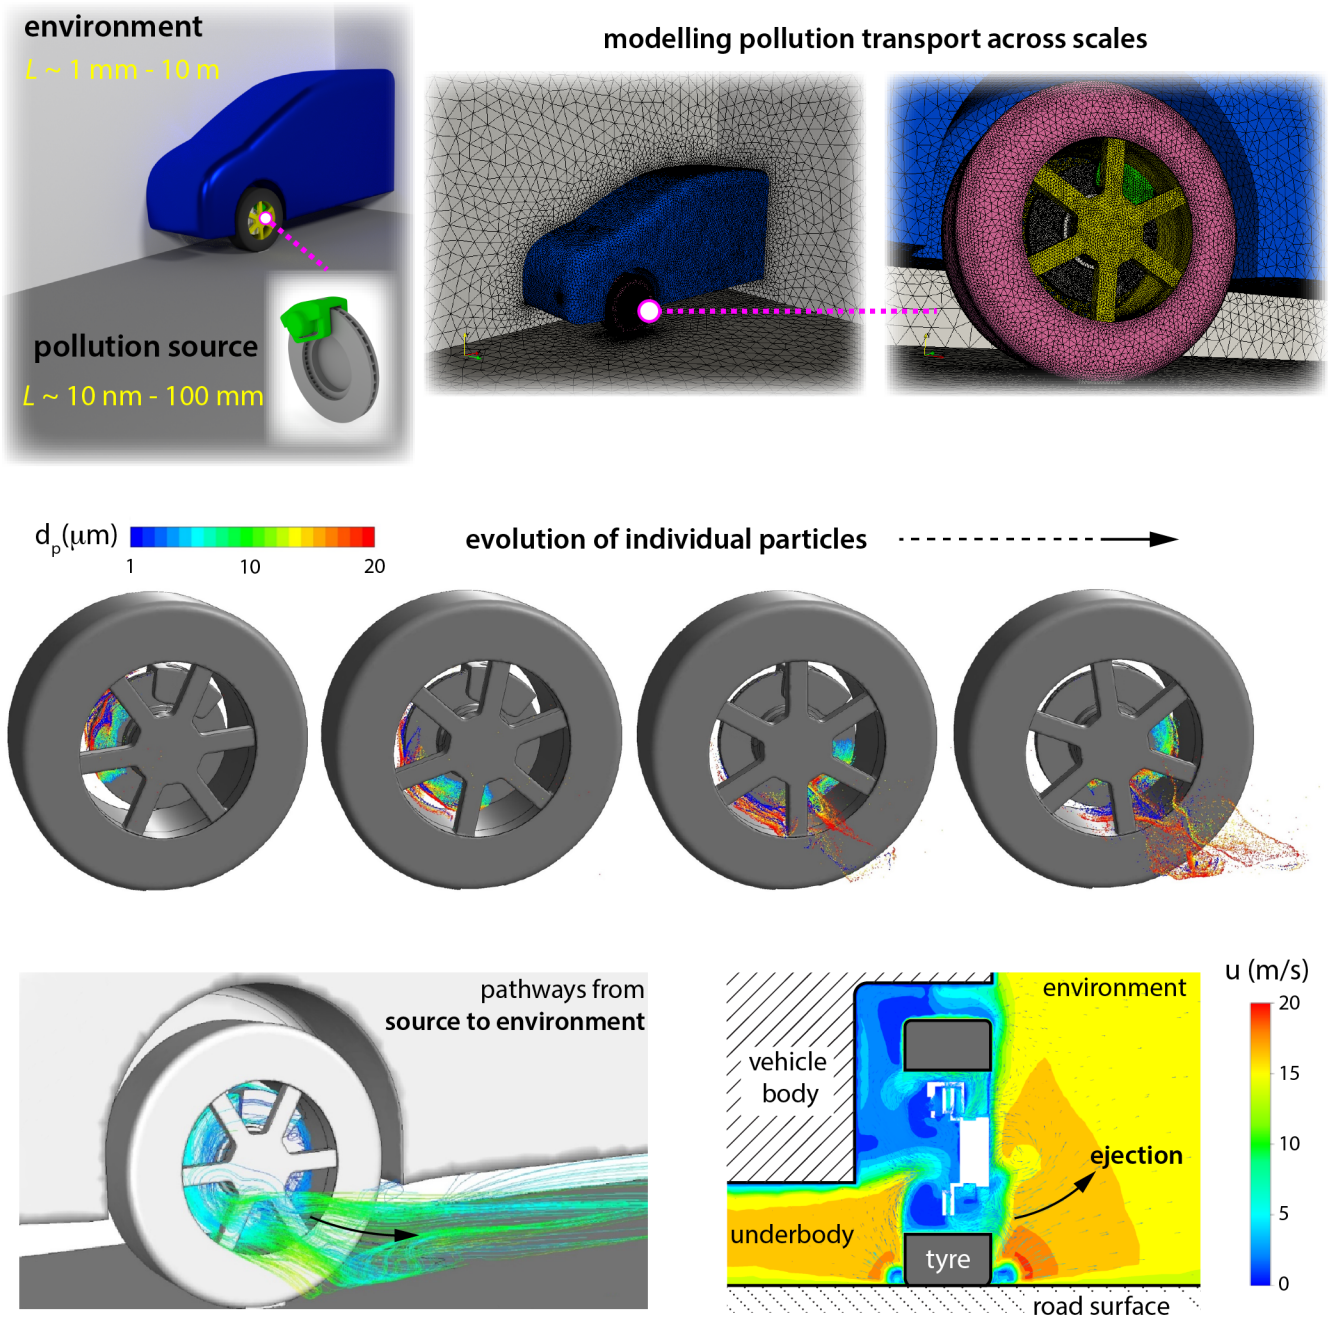 environment
L ~ 1 mm - 10 m
modelling pollution transport across scales
pollution source
L ~ 10 nm - 100 mm
dp(μm)
1
10
20
evolution of individual particles
pathways from
source to environment
u (m/s)
environment
20
vehicle
body
15
10
ejection
5
underbody
tyre
0
road surface